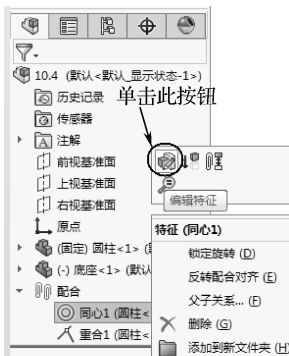 10.4 (默认<默认_显示状态-1>)
历史记录
单击此按钮
传感器
A 注解
前视基准面
上视基准面
右视基准面
编辑特征
原点
特征 (同心1)
(固定) 圆柱<1> (
锁定旋转 (D)
(-) 底座<1> (默认
反转配合对齐 (E)
配合
父子关系... (F)
同心1 (圆柱<
删除 (G)
重合1 (圆柱<
添加到新文件夹 (H)